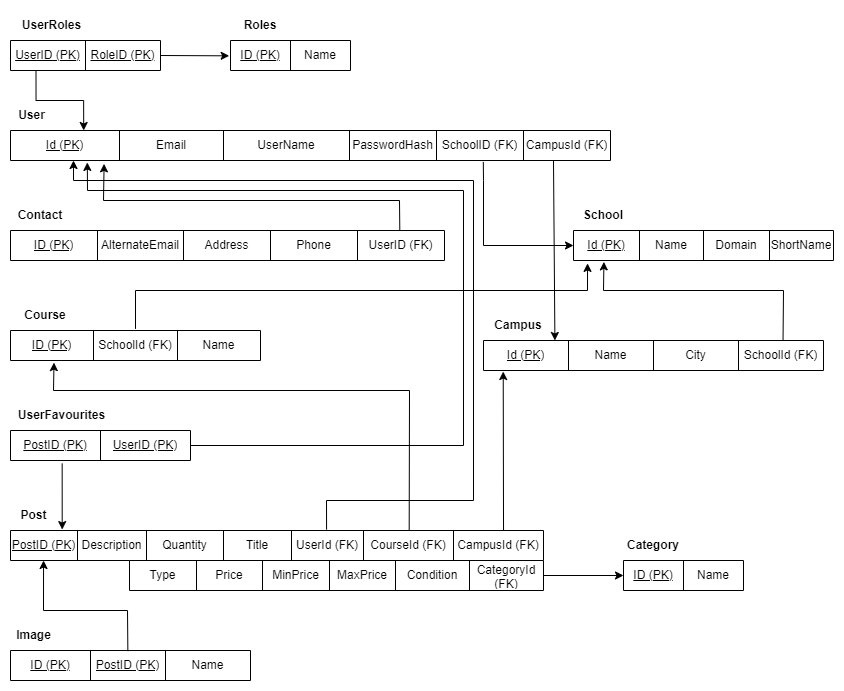 UserRoles Roles
UserID (PK) RoleID (PK) ID (PK) Name
User
Id (PK) Email UserName PasswordHash SchoolID (FK) CampusId (FK)
Contact School
ID (PK) AlternateEmail Address Phone UserID (FK) Id (PK) Name Domain ShortName
Course Campus
ID (PK) SchoolId (FK) Name Id (PK) Name City SchoolId (FK)
UserFavourites
PostID (PK) UserID (PK)
Post
PostID (PK) Description Quantity Title UserId (FK) CourseId (FK) CampusId (FK) Category
Type Price MinPrice MaxPrice Condition CategoryId
(FK) ID (PK) Name
Image
ID (PK) PostID (PK) Name